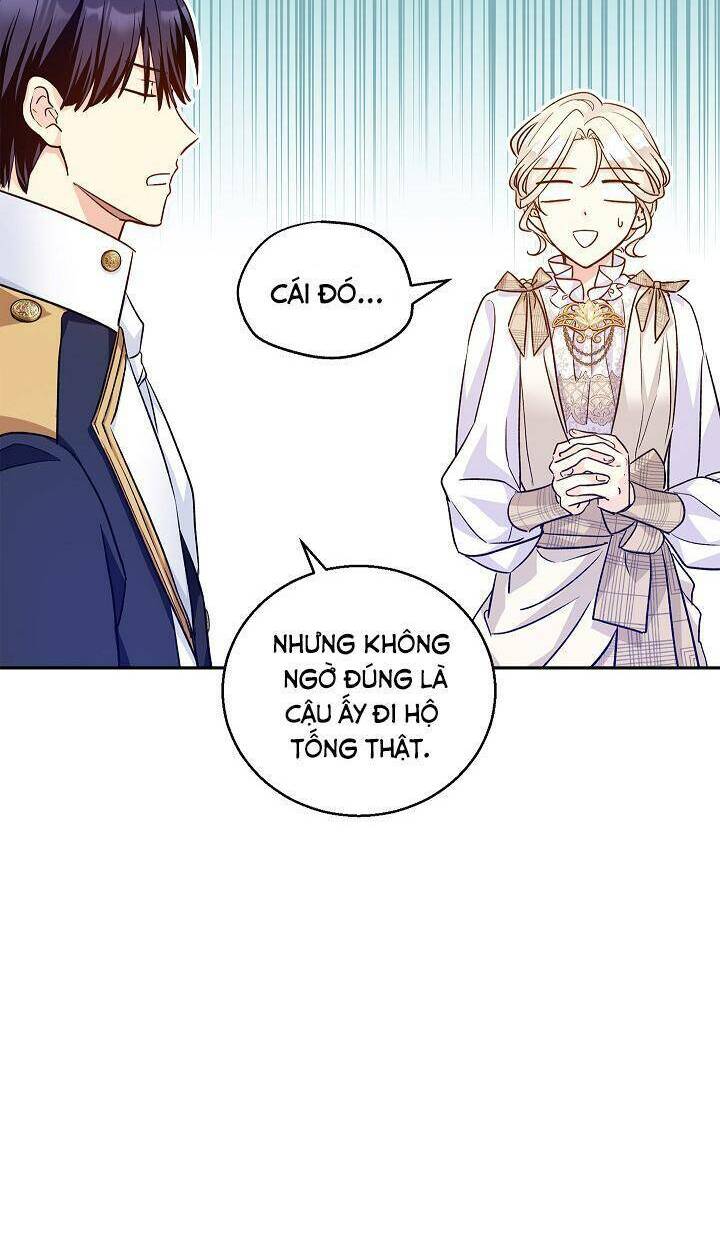 CÁI ĐÓ...
NHƯNG KHÔNG
NGỜ ĐÚNG LÀ
CẬU ẤY ĐI HỘ
TỐNG THẬT.